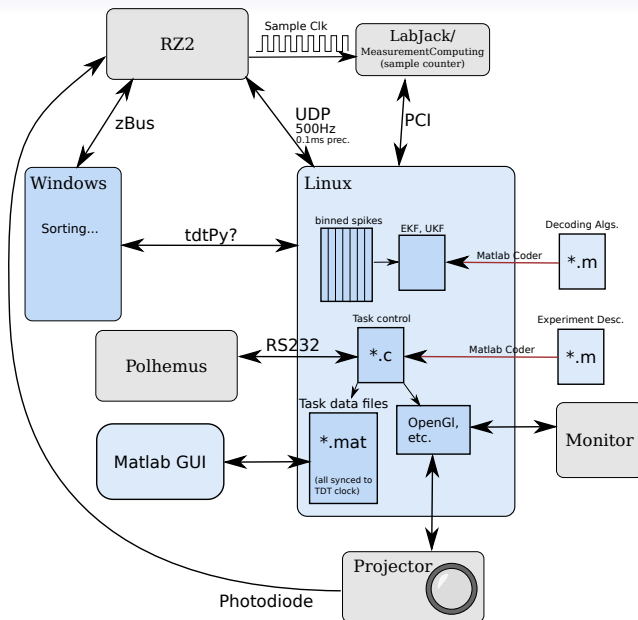 Sample Clk
RZ2
LabJack/
MeasurementComputing
(sample counter)
zBus
UDP
500Hz
0.1ms prec.
PCI
Windows
Sorting...
Linux
binned spikes
EKF, UKF
Decoding Algs.
Matlab Coder
*.m
tdtPy?
Task control
Experiment Desc.
RS232
*.c
Matlab Coder
*.m
Polhemus
Task data files
*.mat
(all synced to
TDT clock)
OpenGl,
etc.
Monitor
Matlab GUI
Projector
Photodiode